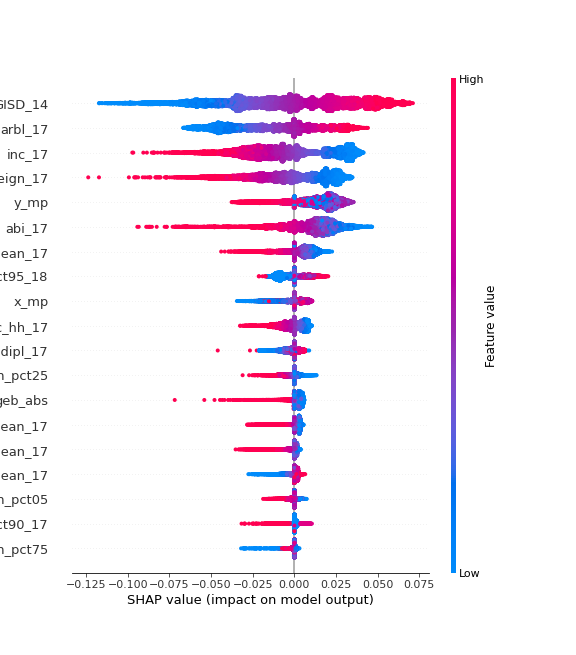 GISD_14
arbl_17
inc_17
eign_17
y_mp
abi_17
ean_17
ct95_18
x_mp
c_hh_17
dipl_17
n_pct25
geb_abs
ean_17
ean_17
ean_17
n_pct05
ct90_17
n_pct75
High
Low
Feature value
−0.125 −0.100 −0.075 −0.050 −0.025 0.000 0.025 0.050 0.075
SHAP value (impact on model output)